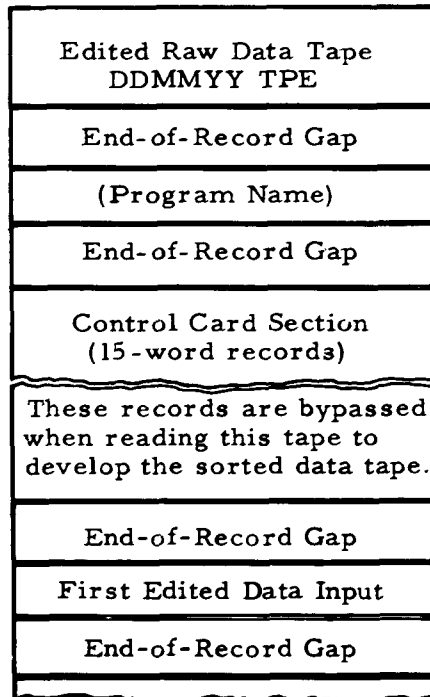 Edited Raw Data Tape
DDMMYY TPE
End-of-Record Gap
(Program Name)
End-of-Record Gap
Control Card Section
(15-word records)
These records are bypassed
when reading this tape to
develop the sorted data tape.
End-of-Record Gap
First Edited Data Input
End-of-Record Gap